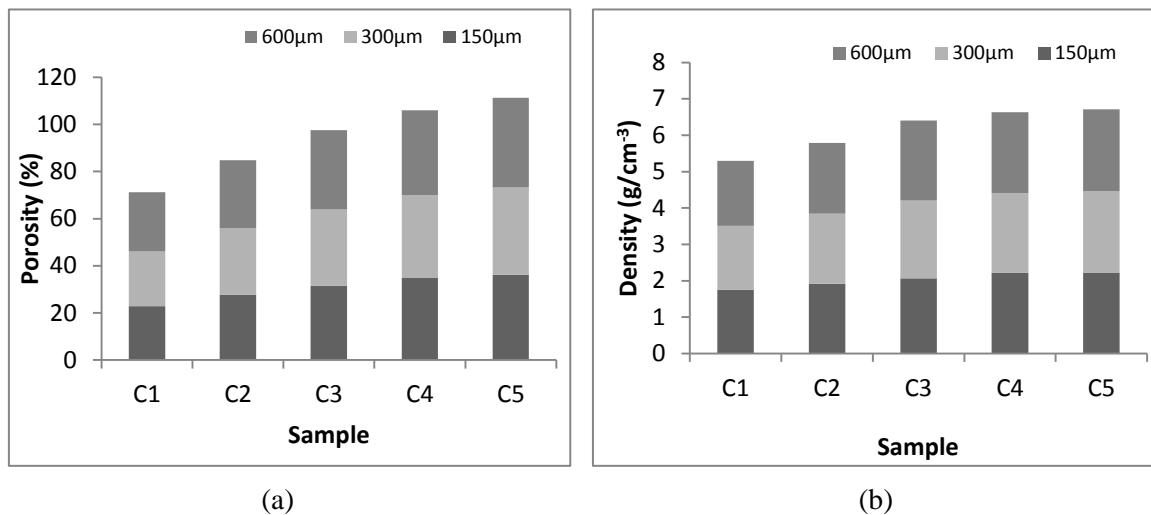 600µm 300µm 150µm
120
100
80
60
40
20
0
Porosity (%)
C1 C2 C3 C4 C5
Sample
(a)
600µm 300µm 150µm
8
7
6
5
4
3
2
1
0
Density (g/cm⁻³)
C1 C2 C3 C4 C5
Sample
(b)